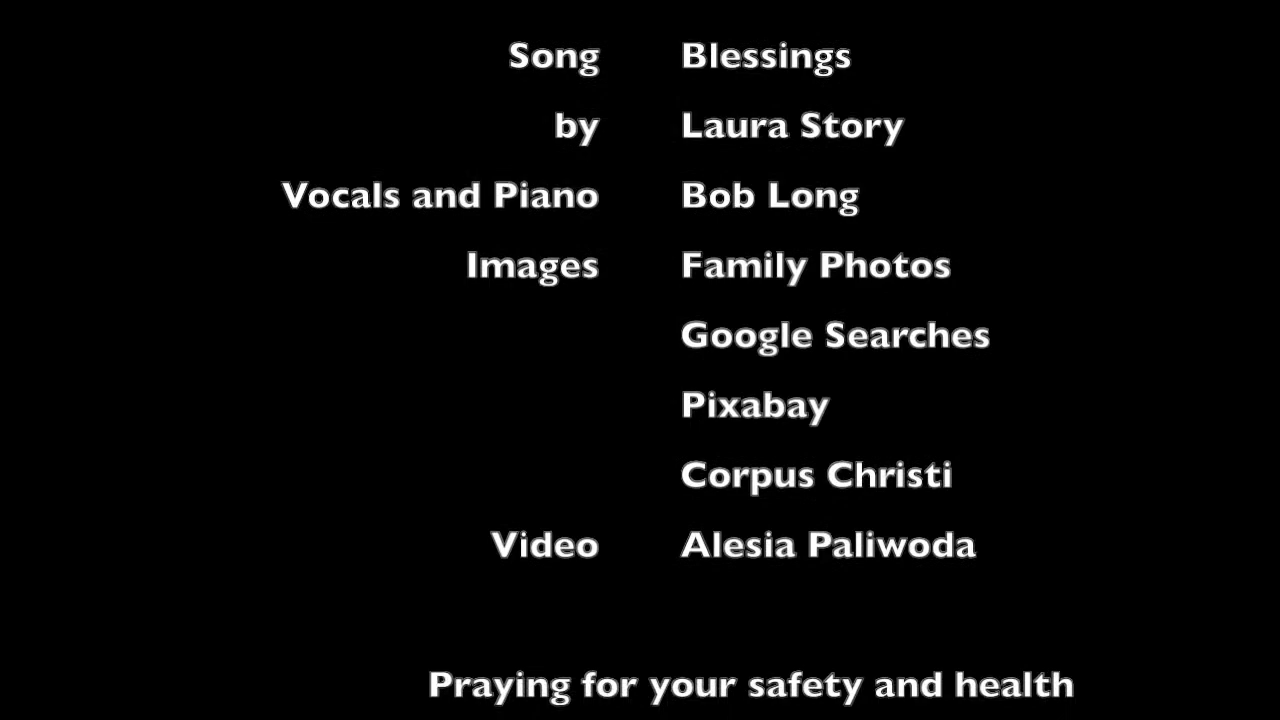 Song Blessings
by Laura Story
Vocals and Piano Bob Long
Images Family Photos
Google Searches
Pixabay
Corpus Christi
Video Alesia Paliwoda
Praying for your safety and health